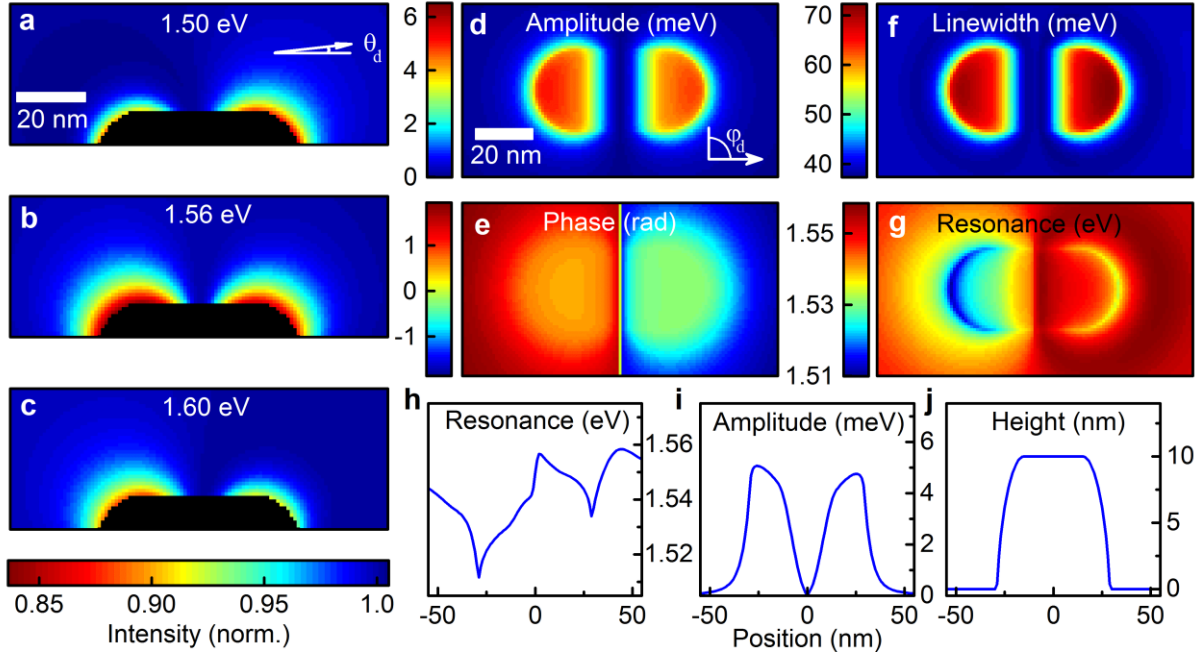 a
1.50 eV
θd
20 nm
b
1.56 eV
c
1.60 eV
0.85 0.90 0.95 1.0
Intensity (norm.)
6
4
2
0
d
Amplitude (meV)
20 nm
φd
70
60
50
40
f
Linewidth (meV)
1
0
-1
e
Phase (rad)
1.55
1.53
1.51
g
Resonance (eV)
h
Resonance (eV)
1.56
1.54
1.52
-50 0 50
i
Amplitude (meV)
6
5
4
3
2
1
0
-50 0 50
j
Height (nm)
10
5
0
-50 0 50
Position (nm)